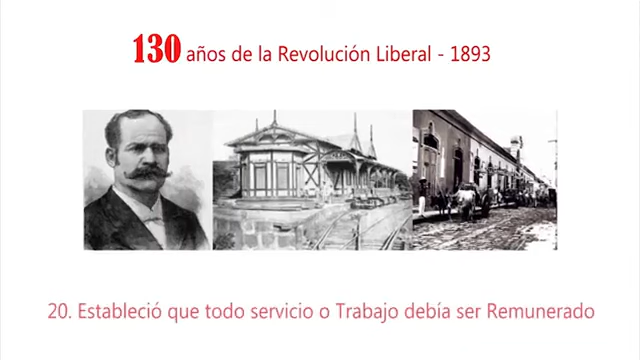 130 años de la Revolución Liberal - 1893
20. Estableció que todo servicio o Trabajo debía ser Remunerado